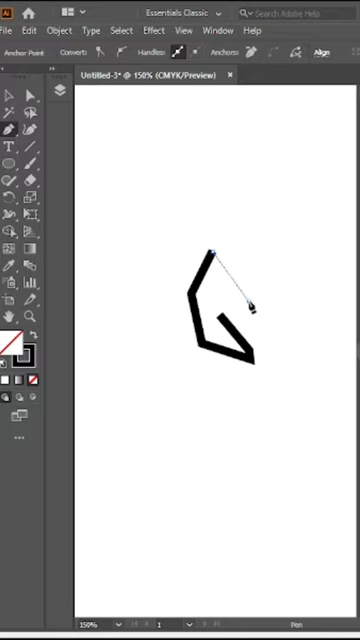 Ai Essentials Classic Search Adobe Help
File Edit Object Type Select Effect View Window Help
Anchor Point Convert: Handles: Anchors: Align
Untitled-3* @ 150% (CMYK/Preview) ×
T
150% 1 Pen